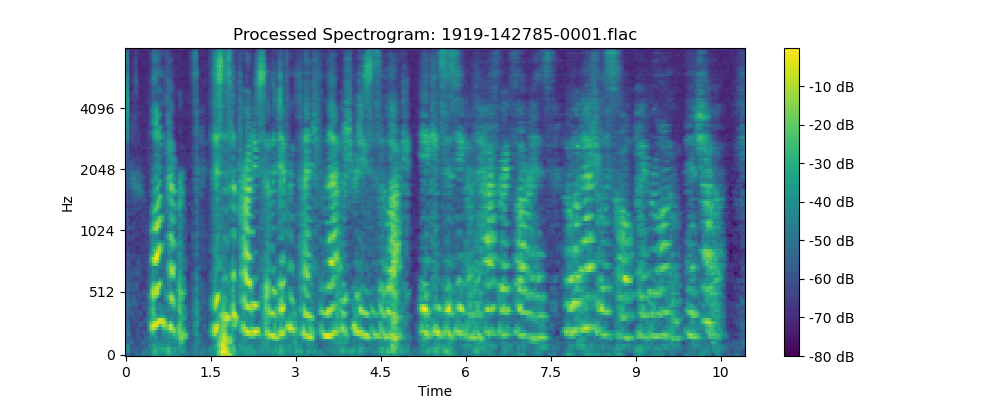 Processed Spectrogram: 1919-142785-0001.flac
Hz
4096
2048
1024
512
0
0 1.5 3 4.5 6 7.5 9 10
Time
-10 dB
-20 dB
-30 dB
-40 dB
-50 dB
-60 dB
-70 dB
-80 dB